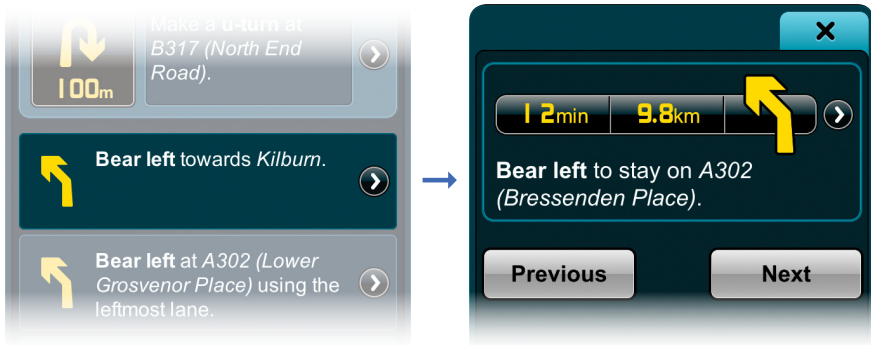 Make a u-turn at
B317 (North End
Road).
100m
Bear left towards Kilburn.
Bear left at A302 (Lower
Grosvenor Place) using the
leftmost lane.
12min 9.8km
Bear left to stay on A302
(Bressenden Place).
Previous Next